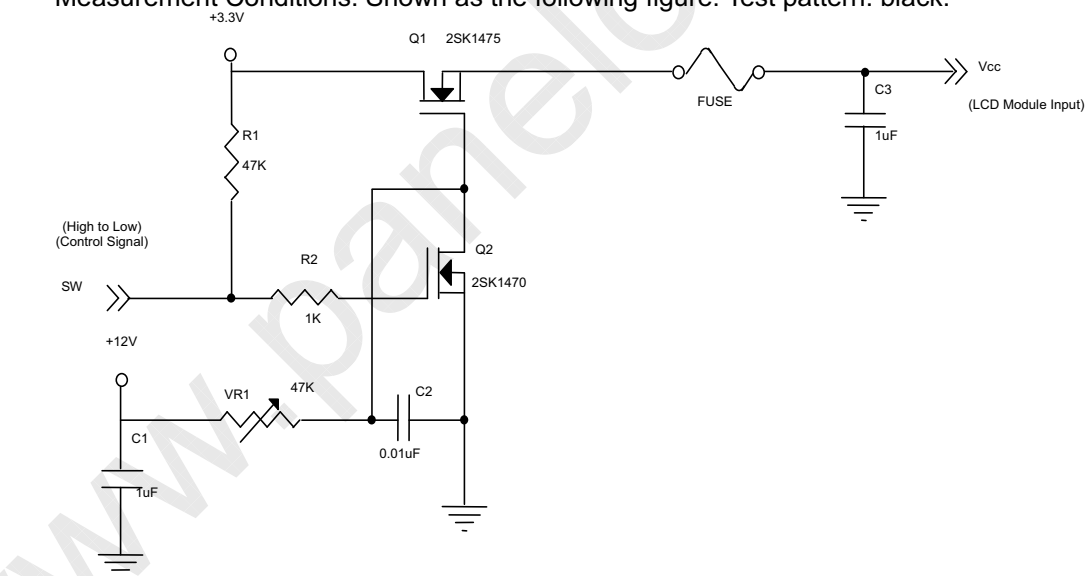 Measurement Conditions: Shown as the following figure. Test pattern: black.
+3.3V
Q1 2SK1475
Vcc
FUSE
C3
(LCD Module Input)
1uF
R1
47K
(High to Low)
(Control Signal)
SW
R2
1K
Q2
2SK1470
+12V
VR1
47K
C2
C1
0.01uF
1uF
www.panelo